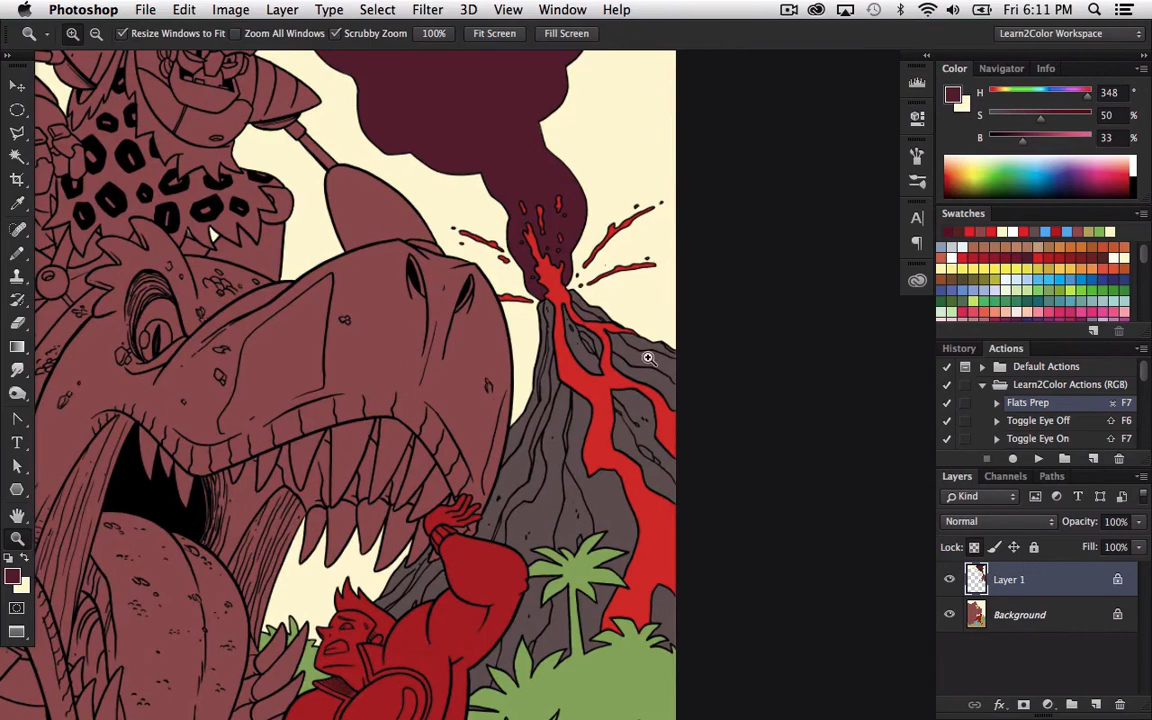 Photoshop File Edit Image Layer Type Select Filter 3D View Window Help Fri 6:11 PM
Resize Windows to Fit Zoom All Windows Scrubby Zoom 100% Fit Screen Fill Screen Learn2Color Workspace
Color Navigator Info
H 348 °
S 50 %
B 33 %
Swatches
History Actions
Default Actions
Learn2Color Actions (RGB)
Flats Prep F7
Toggle Eye Off F6
Toggle Eye On F7
Layers Channels Paths
Kind
Normal Opacity: 100%
Lock: Fill: 100%
Layer 1
Background